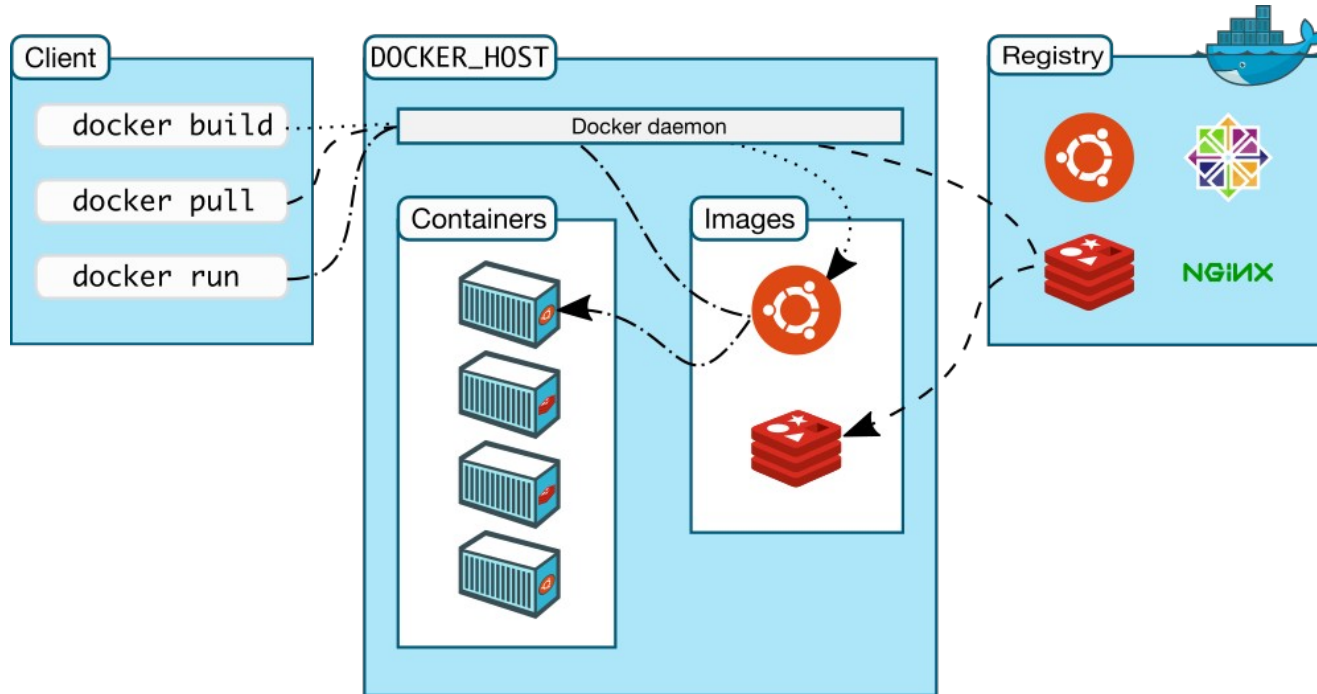 Client
docker build
docker pull
docker run
DOCKER_HOST
Docker daemon
Containers
Images
Registry
NGiNX